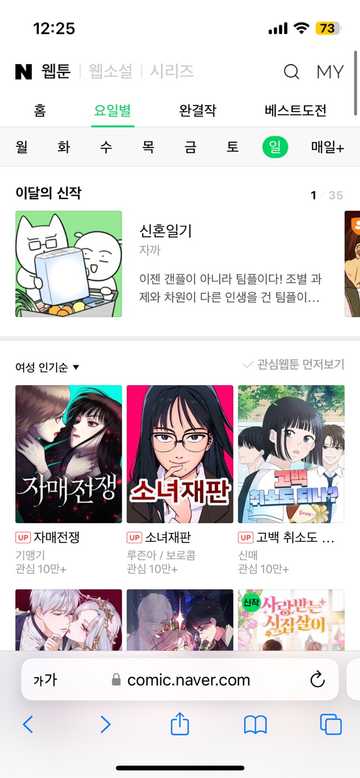 12:25
73
N 웹툰 | 웹소설 | 시리즈 MY
홈 요일별 완결작 베스트도전
월 화 수 목 금 토 일 매일+
이달의 신작 1 35
신혼일기
자까
이젠 갠플이 아니라 팀플이다! 조별 과
제와 차원이 다른 인생을 건 팀플이...
여성 인기순 ▼ 관심웹툰 먼저보기
자매전쟁
소녀재판
고백
취소도 되나?
UP 자매전쟁 UP 소녀재판 UP 고백 취소도 ...
기맹기 루즌아 / 보로콤 신매
관심 10만+ 관심 10만+ 관심 10만+
신작
사랑받는
시집살이
가가 comic.naver.com